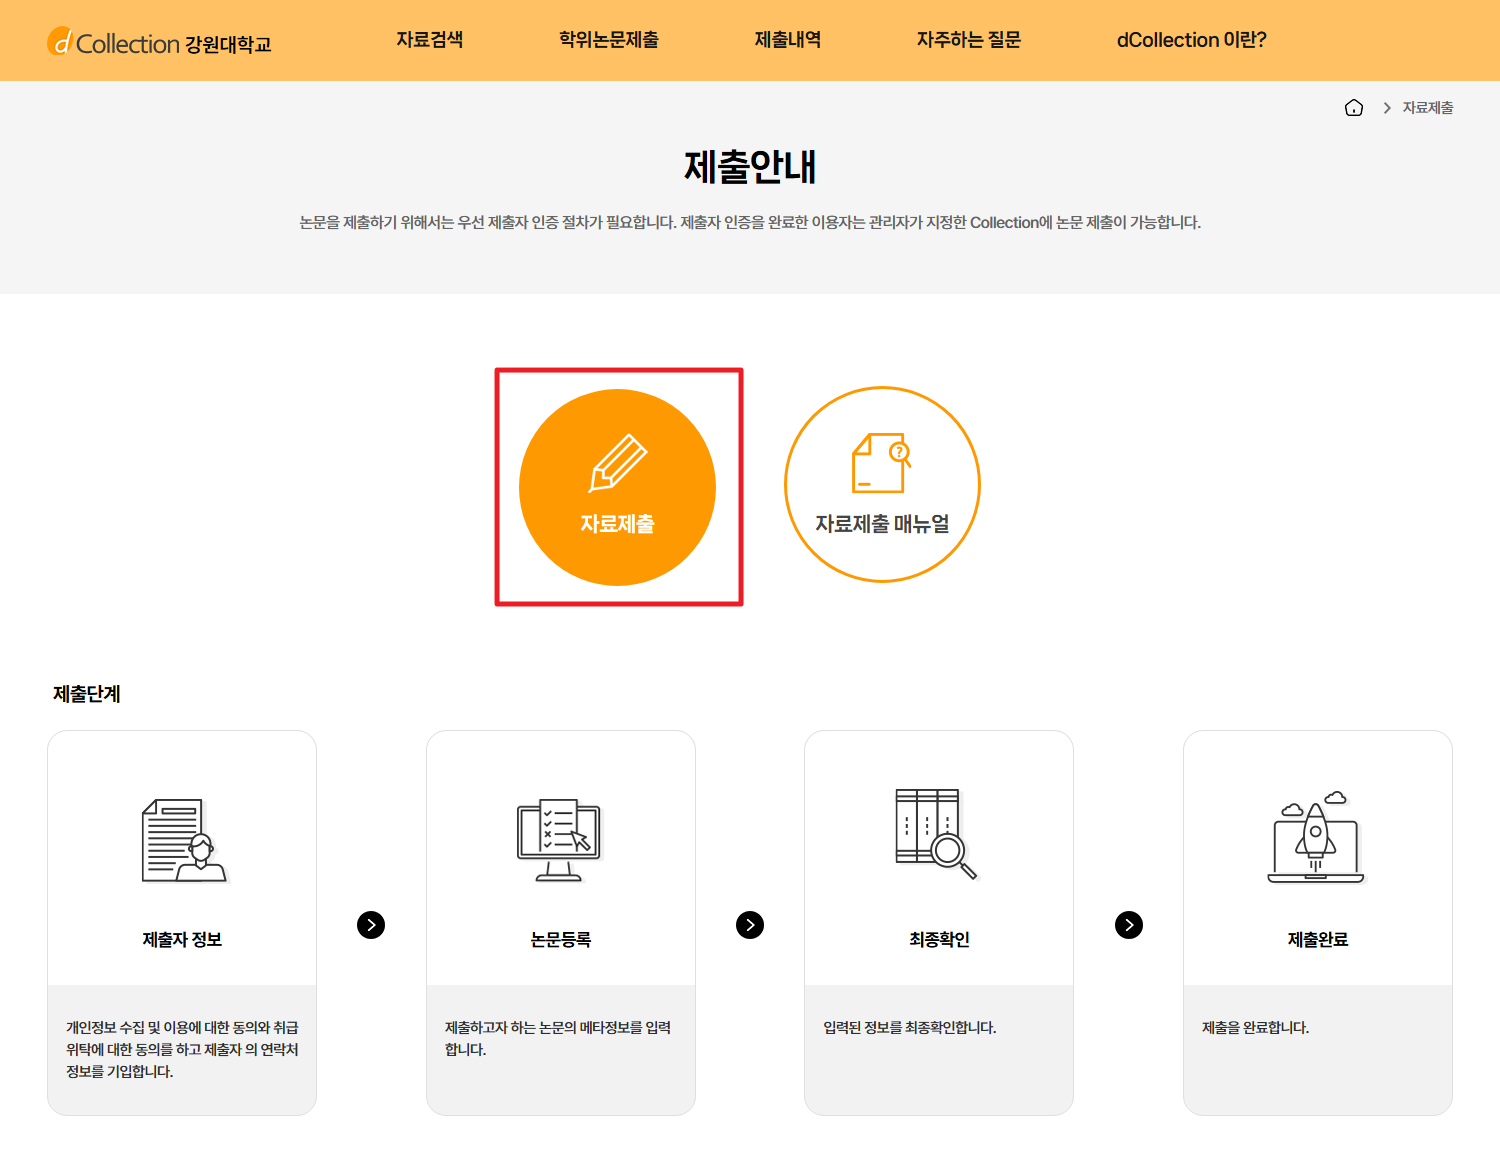 dCollection 강원대학교
자료검색
학위논문제출
제출내역
자주하는 질문
dCollection 이란?
자료제출
제출안내
논문을 제출하기 위해서는 우선 제출자 인증 절차가 필요합니다. 제출자 인증을 완료한 이용자는 관리자가 지정한 Collection에 논문 제출이 가능합니다.
자료제출
?
자료제출 매뉴얼
제출단계
제출자 정보
개인정보 수집 및 이용에 대한 동의와 취급
위탁에 대한 동의를 하고 제출자 의 연락처
정보를 기입합니다.
논문등록
제출하고자 하는 논문의 메타정보를 입력
합니다.
최종확인
입력된 정보를 최종확인합니다.
제출완료
제출을 완료합니다.